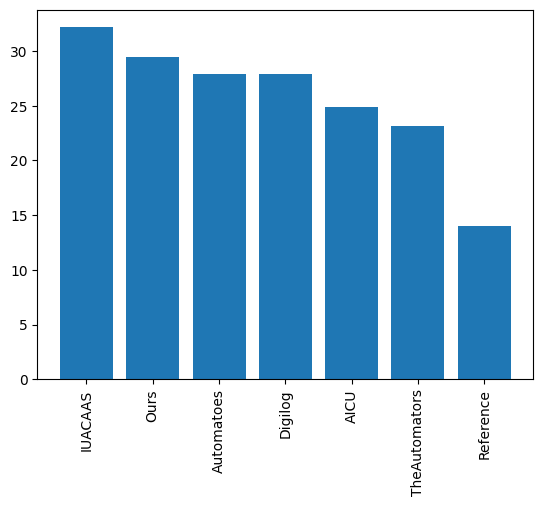 30
25
20
15
10
5
0
IUACAAS
Ours
Automatoes
Digilog
AICU
TheAutomators
Reference